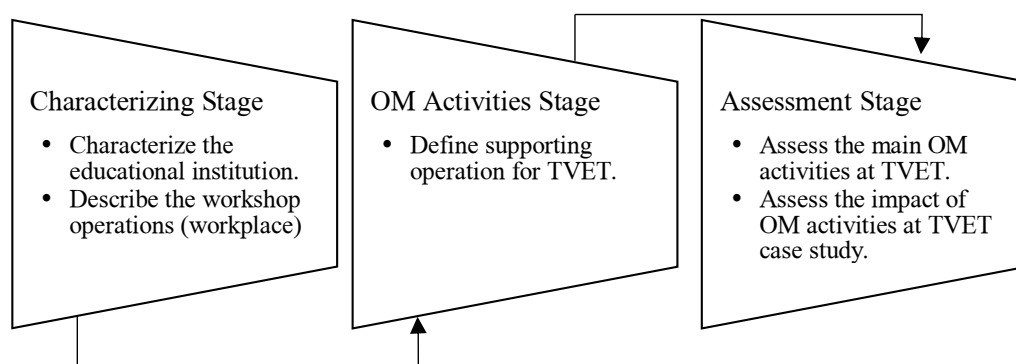 Characterizing Stage
• Characterize the
educational institution.
• Describe the workshop
operations (workplace)
OM Activities Stage
• Define supporting
operation for TVET.
Assessment Stage
• Assess the main OM
activities at TVET.
• Assess the impact of
OM activities at TVET
case study.